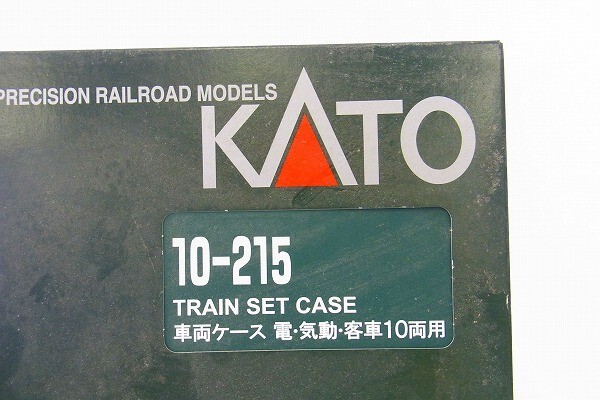 PRECISION RAILROAD MODELS
KATO
10-215
TRAIN SET CASE
車両ケース 電・気動・客車10両用